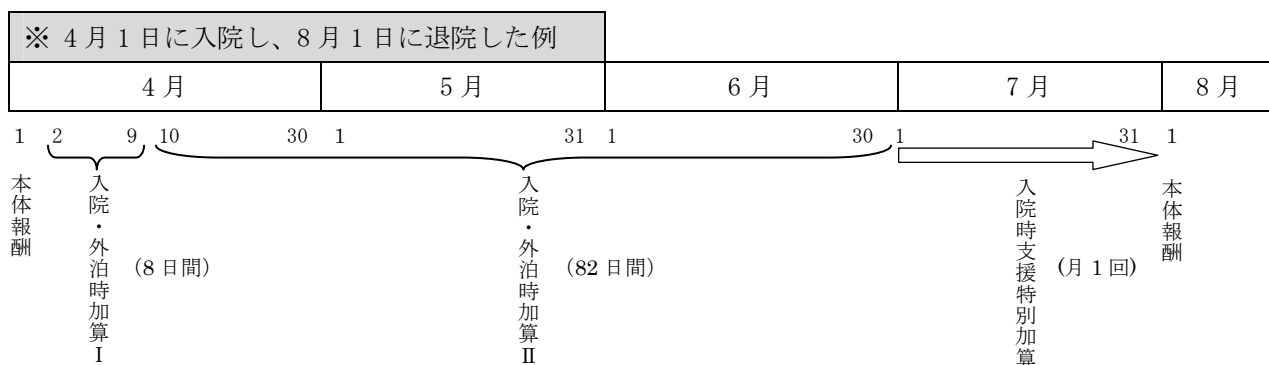 ※ 4月1日に入院し、8月1日に退院した例
4月 5月 6月 7月 8月
1 2 9 10 30 1 31 1 30 1 31 1
本体報酬
入院・外泊時加算Ⅰ
(8日間)
入院・外泊時加算Ⅱ
(82日間)
入院時支援特別加算
(月1回)
本体報酬